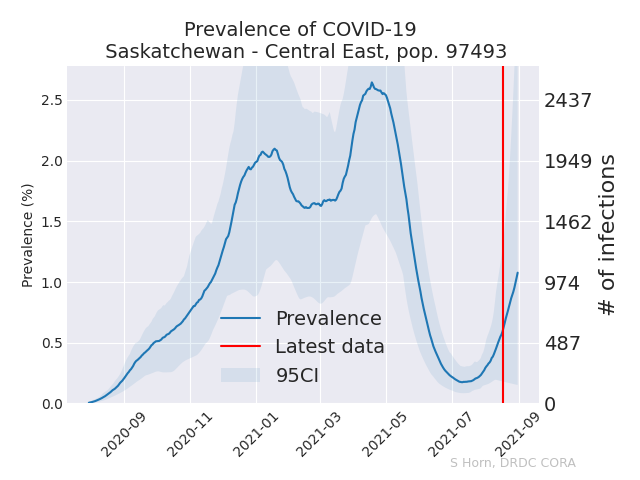 Prevalence of COVID-19
Saskatchewan - Central East, pop. 97493
Prevalence (%)
2.5
2.0
1.5
1.0
0.5
0.0
2437
1949
1462
974
487
0
# of infections
Prevalence
Latest data
95CI
2020-09
2020-11
2021-01
2021-03
2021-05
2021-07
2021-09
S Horn, DRDC CORA